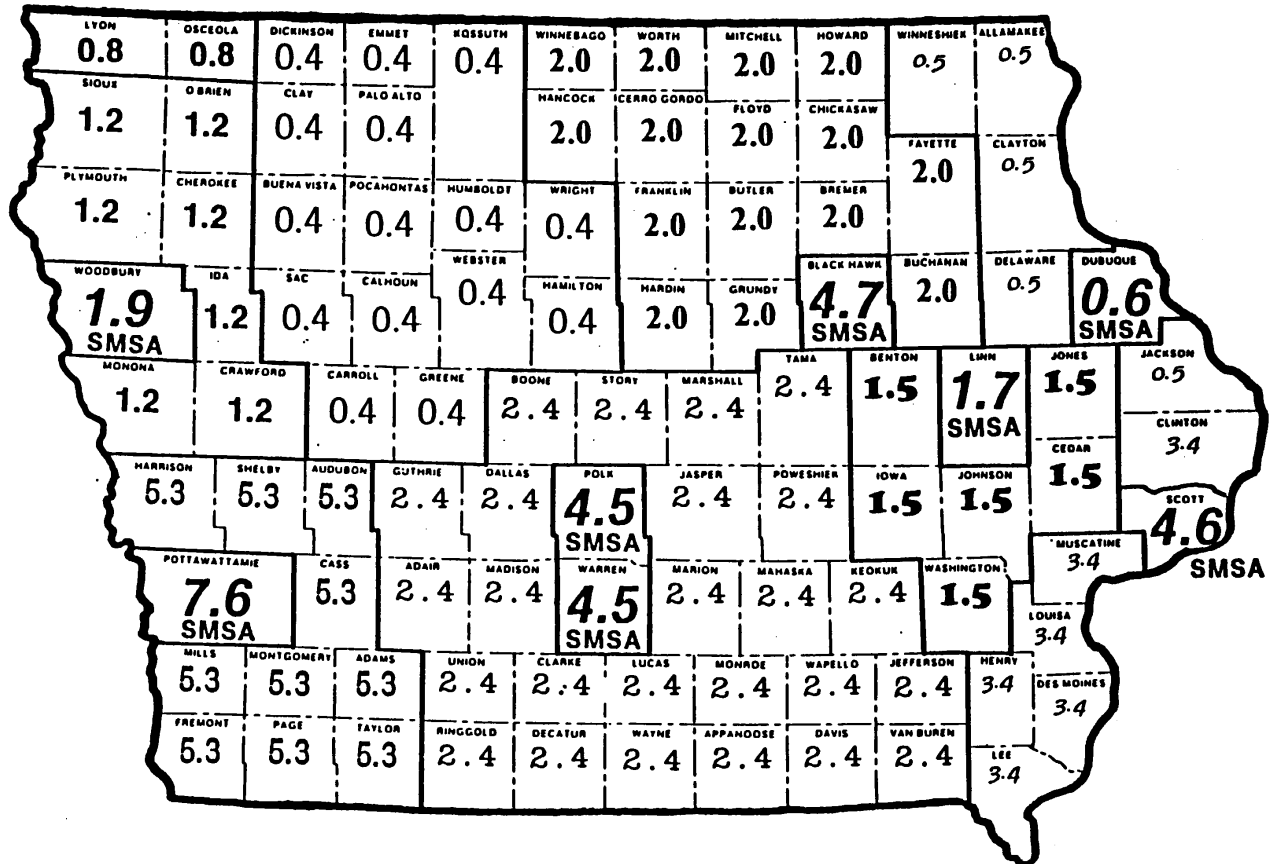 LYON OSCEOLA DICKINSON EMMET KOSSUTH WINNEBAGO WORTH MITCHELL HOWARD WINNESHIEK ALLAMAKEE
0.8 0.8 0.4 0.4 0.4 2.0 2.0 2.0 2.0 0.5 0.5
SIOUX O BRIEN CLAY PALO ALTO HANCOCK CERRO GORDO FLOYD CHICKASAW
1.2 1.2 0.4 0.4 2.0 2.0 2.0 2.0
FAYETTE CLAYTON
2.0 0.5
PLYMOUTH CHEROKEE BUENA VISTA POCAHONTAS HUMBOLDT WRIGHT FRANKLIN BUTLER BREMER
1.2 1.2 0.4 0.4 0.4 0.4 2.0 2.0 2.0
WOODBURY IDA SAC CALHOUN WEBSTER HAMILTON HARDIN GRUNDY BLACK HAWK BUCHANAN DELAWARE DUBUQUE
1.9 1.2 0.4 0.4 0.4 0.4 2.0 2.0 4.7 2.0 0.5 0.6
SMSA SMSA SMSA
MONONA CRAWFORD CARROLL GREENE BOONE STORY MARSHALL TAMA BENTON LINN JONES JACKSON
1.2 1.2 0.4 0.4 2.4 2.4 2.4 2.4 1.5 1.7 1.5 0.5
SMSA
CLINTON
3.4
CEDAR
1.5
HARRISON SHELBY AUDUBON GUTHRIE DALLAS POLK JASPER POWESHIEK IOWA JOHNSON SCOTT
5.3 5.3 5.3 2.4 2.4 4.5 2.4 2.4 1.5 1.5 4.6
SMSA SMSA
MUSCATINE
3.4
POTTAWATTAMIE CASS ADAIR MADISON WARREN MARION MAHASKA KEOKUK WASHINGTON
7.6 5.3 2.4 2.4 4.5 2.4 2.4 2.4 1.5
SMSA SMSA
LOUISA
3.4
MILLS MONTGOMERY ADAMS UNION CLARKE LUCAS MONROE WAPELLO JEFFERSON HENRY DES MOINES
5.3 5.3 5.3 2.4 2.4 2.4 2.4 2.4 2.4 3.4 3.4
FREMONT PAGE TAYLOR RINGGOLD DECATUR WAYNE APPANOOSE DAVIS VAN BUREN LEE
5.3 5.3 5.3 2.4 2.4 2.4 2.4 2.4 2.4 3.4